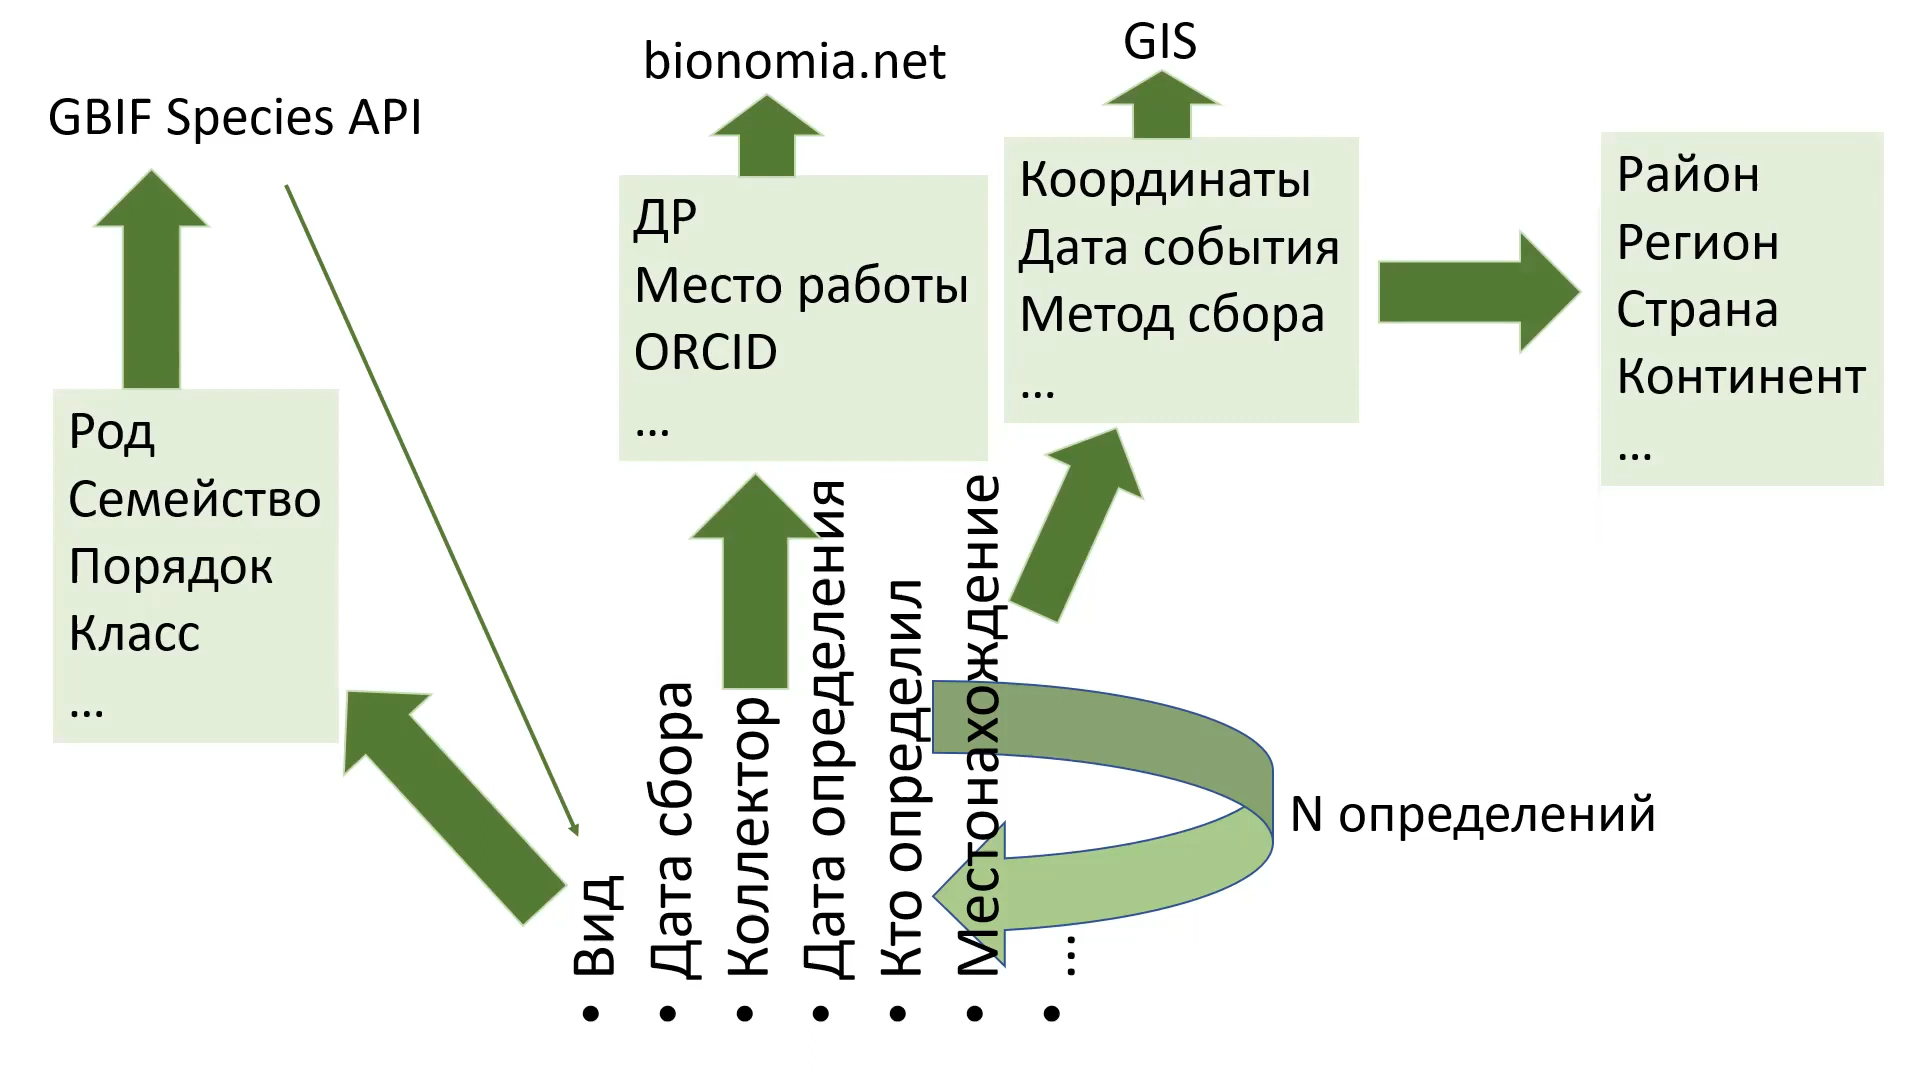 GBIF Species API
bionomia.net
GIS
Род
Семейство
Порядок
Класс
...
ДР
Место работы
ORCID
...
Координаты
Дата события
Метод сбора
...
Район
Регион
Страна
Континент
...
• Вид
• Дата сбора
• Коллектор
• Дата определения
• Кто определил
• Местонахождение
• ...
N определений